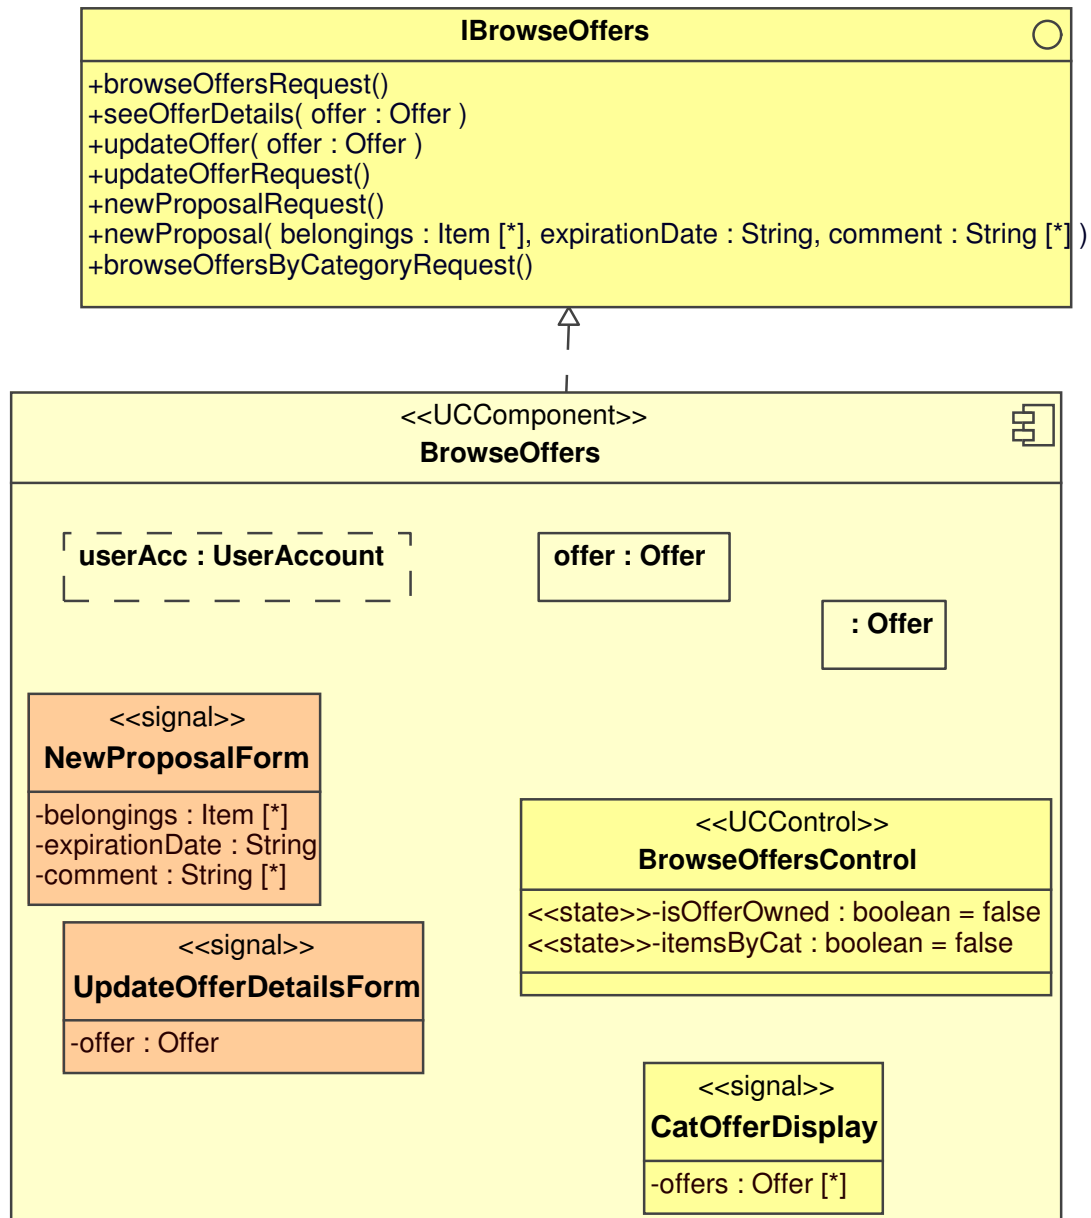 IBrowseOffers
+browseOffersRequest()
+seeOfferDetails( offer : Offer )
+updateOffer( offer : Offer )
+updateOfferRequest()
+newProposalRequest()
+newProposal( belongings : Item [*], expirationDate : String, comment : String [*] )
+browseOffersByCategoryRequest()
<<UCComponent>>
BrowseOffers
userAcc : UserAccount
offer : Offer
: Offer
<<signal>>
NewProposalForm
-belongings : Item [*]
-expirationDate : String
-comment : String [*]
<<UCControl>>
BrowseOffersControl
<<state>>-isOfferOwned : boolean = false
<<state>>-itemsByCat : boolean = false
<<signal>>
UpdateOfferDetailsForm
-offer : Offer
<<signal>>
CatOfferDisplay
-offers : Offer [*]